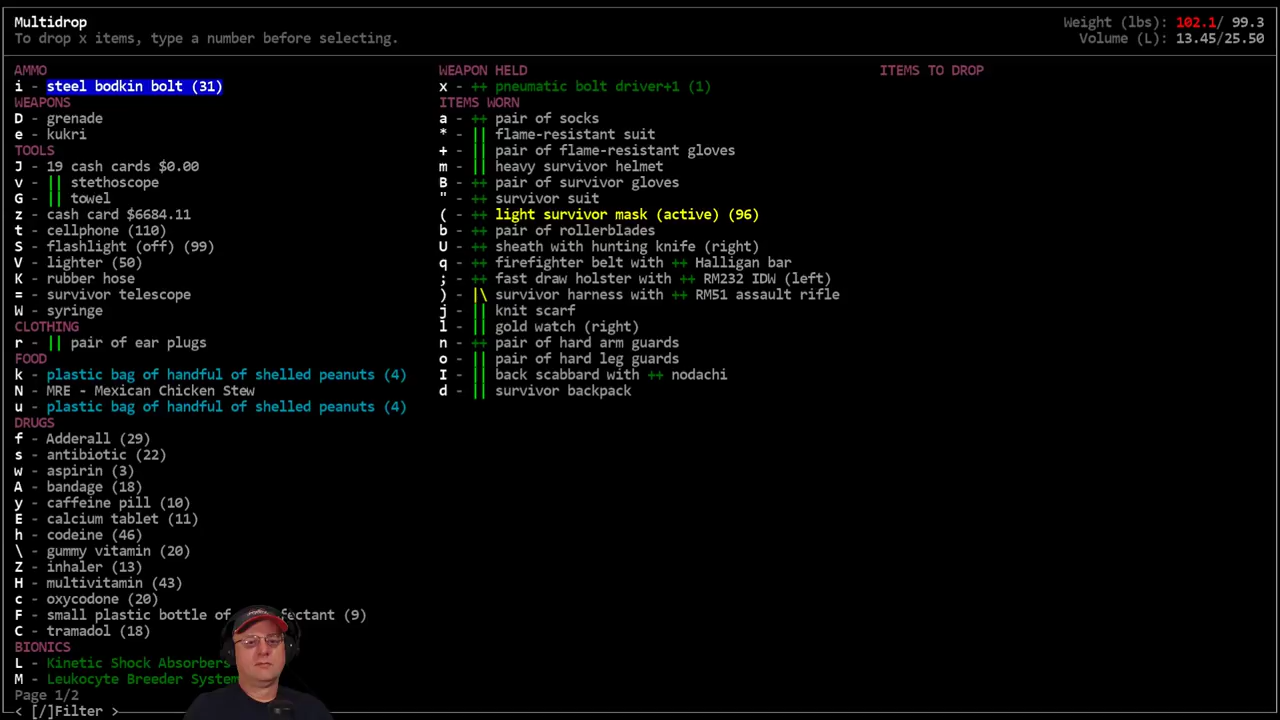 Multidrop
To drop x items, type a number before selecting.
Weight (lbs): 102.1/ 99.3
Volume (L): 13.45/25.50
AMMO
i - steel bodkin bolt (31)
WEAPONS
D - grenade
e - kukri
TOOLS
J - 19 cash cards $0.00
v - || stethoscope
G - || towel
z - cash card $6684.11
t - cellphone (110)
S - flashlight (off) (99)
V - lighter (50)
K - rubber hose
= - survivor telescope
W - syringe
CLOTHING
r - || pair of ear plugs
FOOD
k - plastic bag of handful of shelled peanuts (4)
N - MRE - Mexican Chicken Stew
u - plastic bag of handful of shelled peanuts (4)
DRUGS
f - Adderall (29)
s - antibiotic (22)
w - aspirin (3)
A - bandage (18)
y - caffeine pill (10)
E - calcium tablet (11)
h - codeine (46)
\ - gummy vitamin (20)
Z - inhaler (13)
H - multivitamin (43)
c - oxycodone (20)
F - small plastic bottle of fectant (9)
C - tramadol (18)
BIONICS
L - Kinetic Shock Absorbers
M - Leukocyte Breeder System
Page 1/2
< [/]Filter >
WEAPON HELD
x - ++ pneumatic bolt driver+1 (1)
ITEMS WORN
a - ++ pair of socks
* - || flame-resistant suit
+ - ++ pair of flame-resistant gloves
m - || heavy survivor helmet
B - ++ pair of survivor gloves
" - ++ survivor suit
( - ++ light survivor mask (active) (96)
b - ++ pair of rollerblades
U - ++ sheath with hunting knife (right)
q - ++ firefighter belt with ++ Halligan bar
; - ++ fast draw holster with ++ RM232 IDW (left)
) - |\ survivor harness with ++ RM51 assault rifle
j - || knit scarf
l - || gold watch (right)
n - ++ pair of hard arm guards
o - || pair of hard leg guards
I - || back scabbard with ++ nodachi
d - || survivor backpack
ITEMS TO DROP